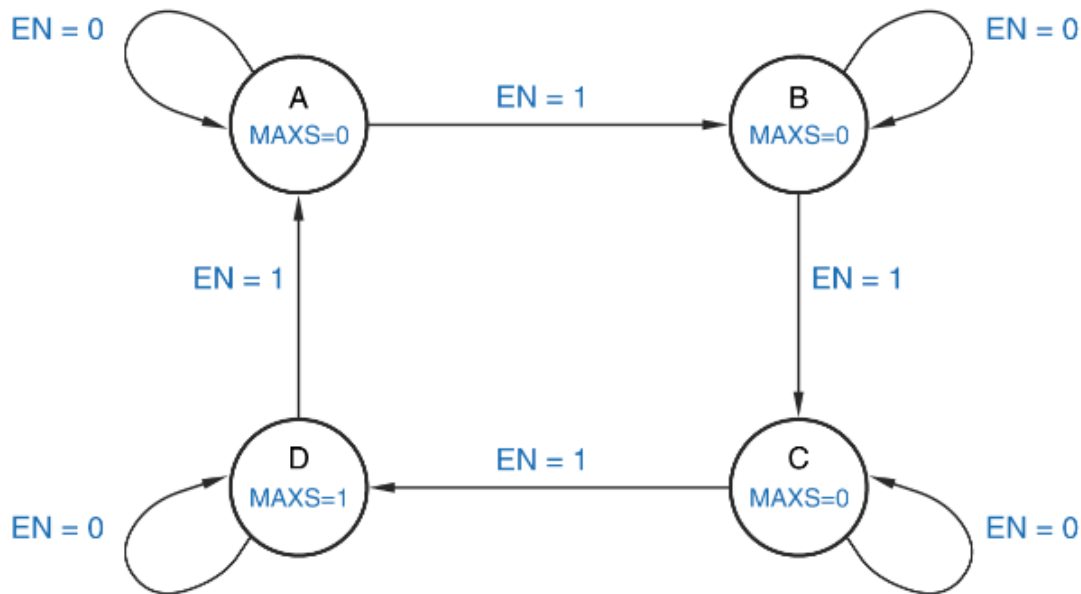 EN = 0
A
MAXS=0
EN = 1
B
MAXS=0
EN = 0
EN = 1
EN = 1
D
MAXS=1
EN = 0
EN = 1
C
MAXS=0
EN = 0